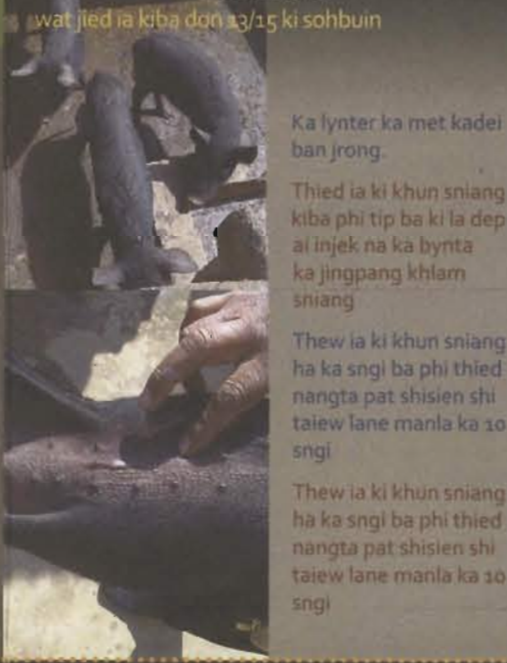 wat jied ia kiba don 13/15 ki sohbuin
Ka lynter ka met kadei
ban jrong.
Thied ia ki khun sniang
kiba phi tip ba ki la dep
ai injek na ka bynta
ka jingpang khlam
sniang
Thew ia ki khun sniang
ha ka sngi ba phi thied
nangta pat shisien shi
taiew lane manla ka 10
sngi
Thew ia ki khun sniang
ha ka sngi ba phi thied
nangta pat shisien shi
taiew lane manla ka 10
sngi